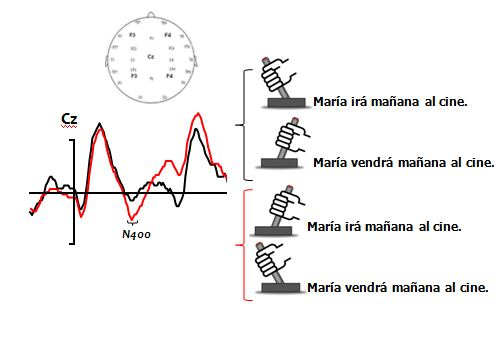 F3 F4
Cz
P3 P4
Cz
N400
María irá mañana al cine.
María vendrá mañana al cine.
María irá mañana al cine.
María vendrá mañana al cine.